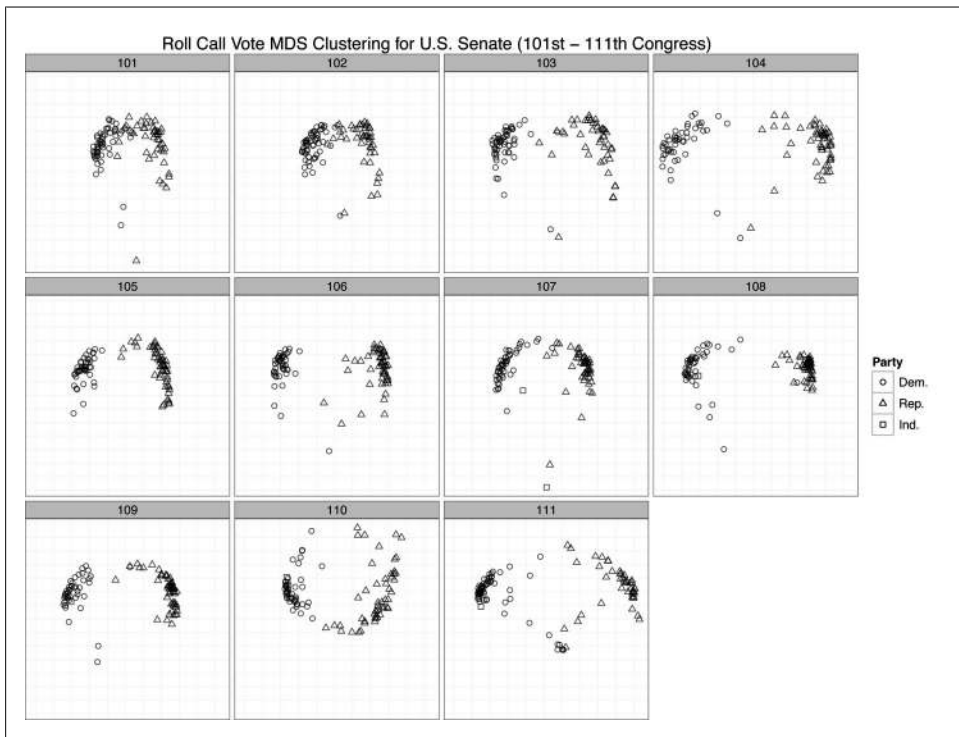 Roll Call Vote MDS Clustering for U.S. Senate (101st – 111th Congress)
101 102 103 104
105 106 107 108
Party
Dem.
Rep.
Ind.
109 110 111